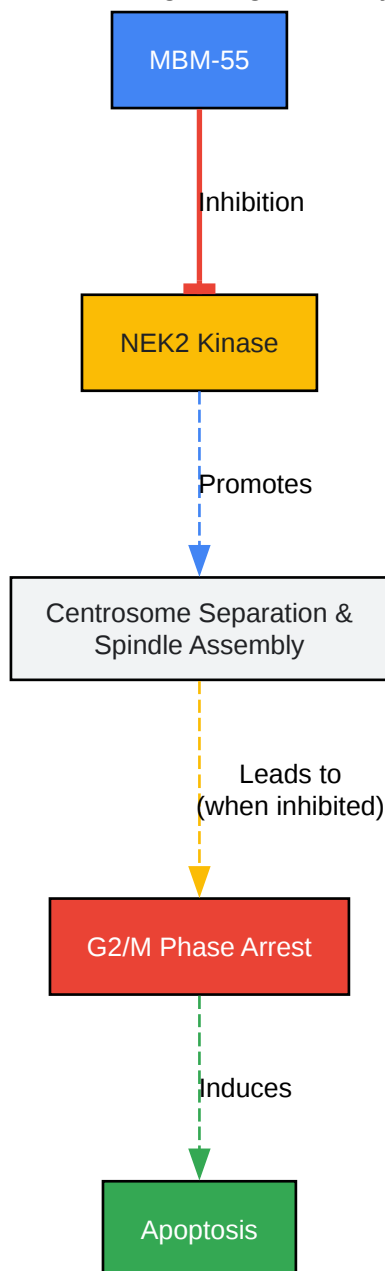 MBM-55
Inhibition
NEK2 Kinase
Promotes
Centrosome Separation &
Spindle Assembly
Leads to
(when inhibited)
G2/M Phase Arrest
Induces
Apoptosis